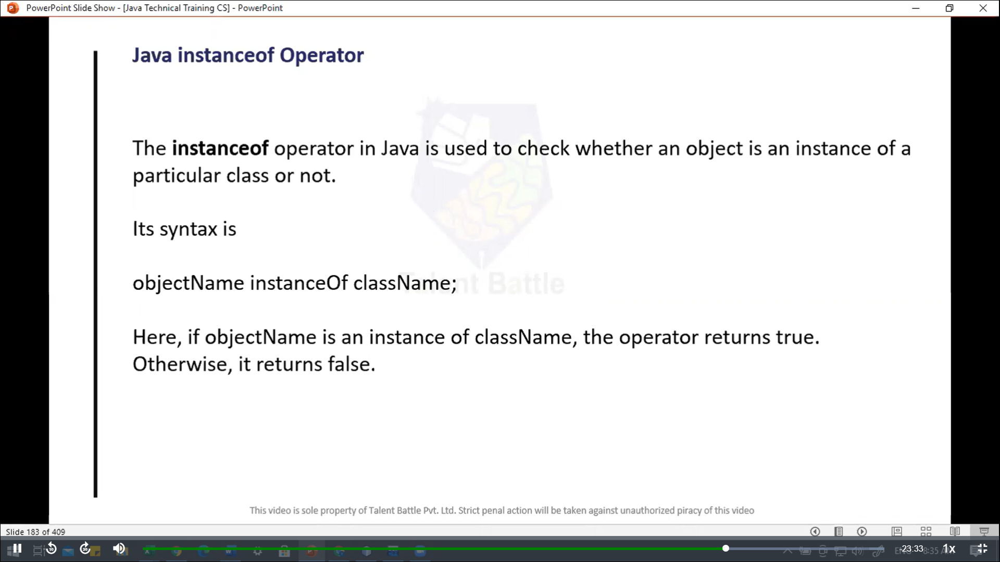 PowerPoint Slide Show - [Java Technical Training CS] - PowerPoint
Java instanceof Operator
The instanceof operator in Java is used to check whether an object is an instance of a
particular class or not.
Its syntax is
objectName instanceOf className;
Talent Battle
Here, if objectName is an instance of className, the operator returns true.
Otherwise, it returns false.
This video is sole property of Talent Battle Pvt. Ltd. Strict penal action will be taken against unauthorized piracy of this video
Slide 183 of 409
10
30
-23:33
1x